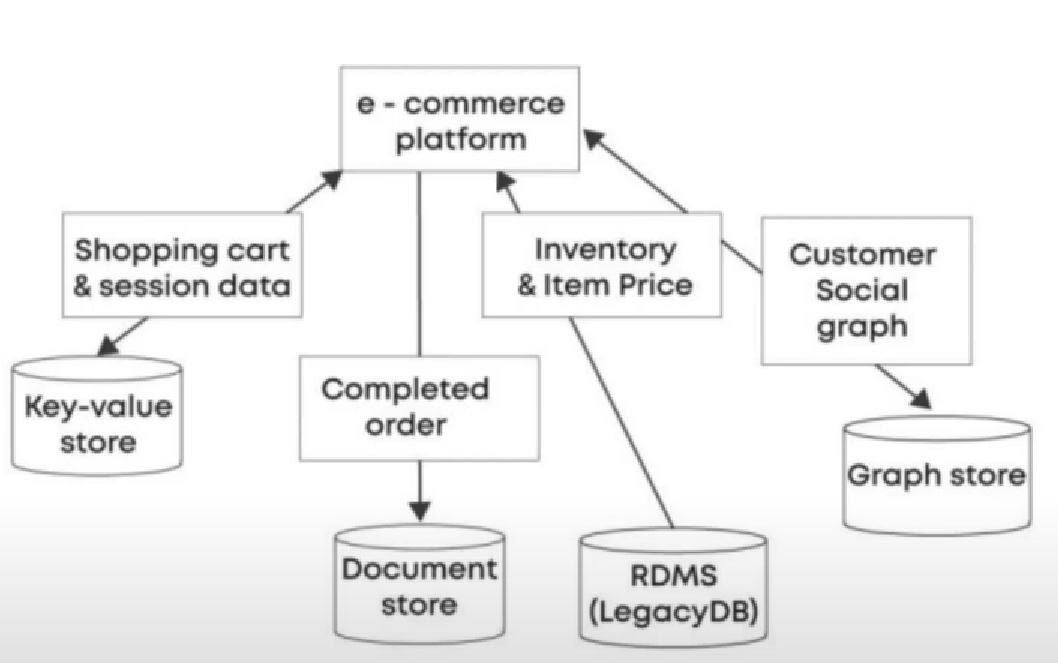 e - commerce
platform
Shopping cart
& session data
Inventory
& Item Price
Customer
Social
graph
Key-value
store
Completed
order
Graph store
Document
store
RDMS
(LegacyDB)